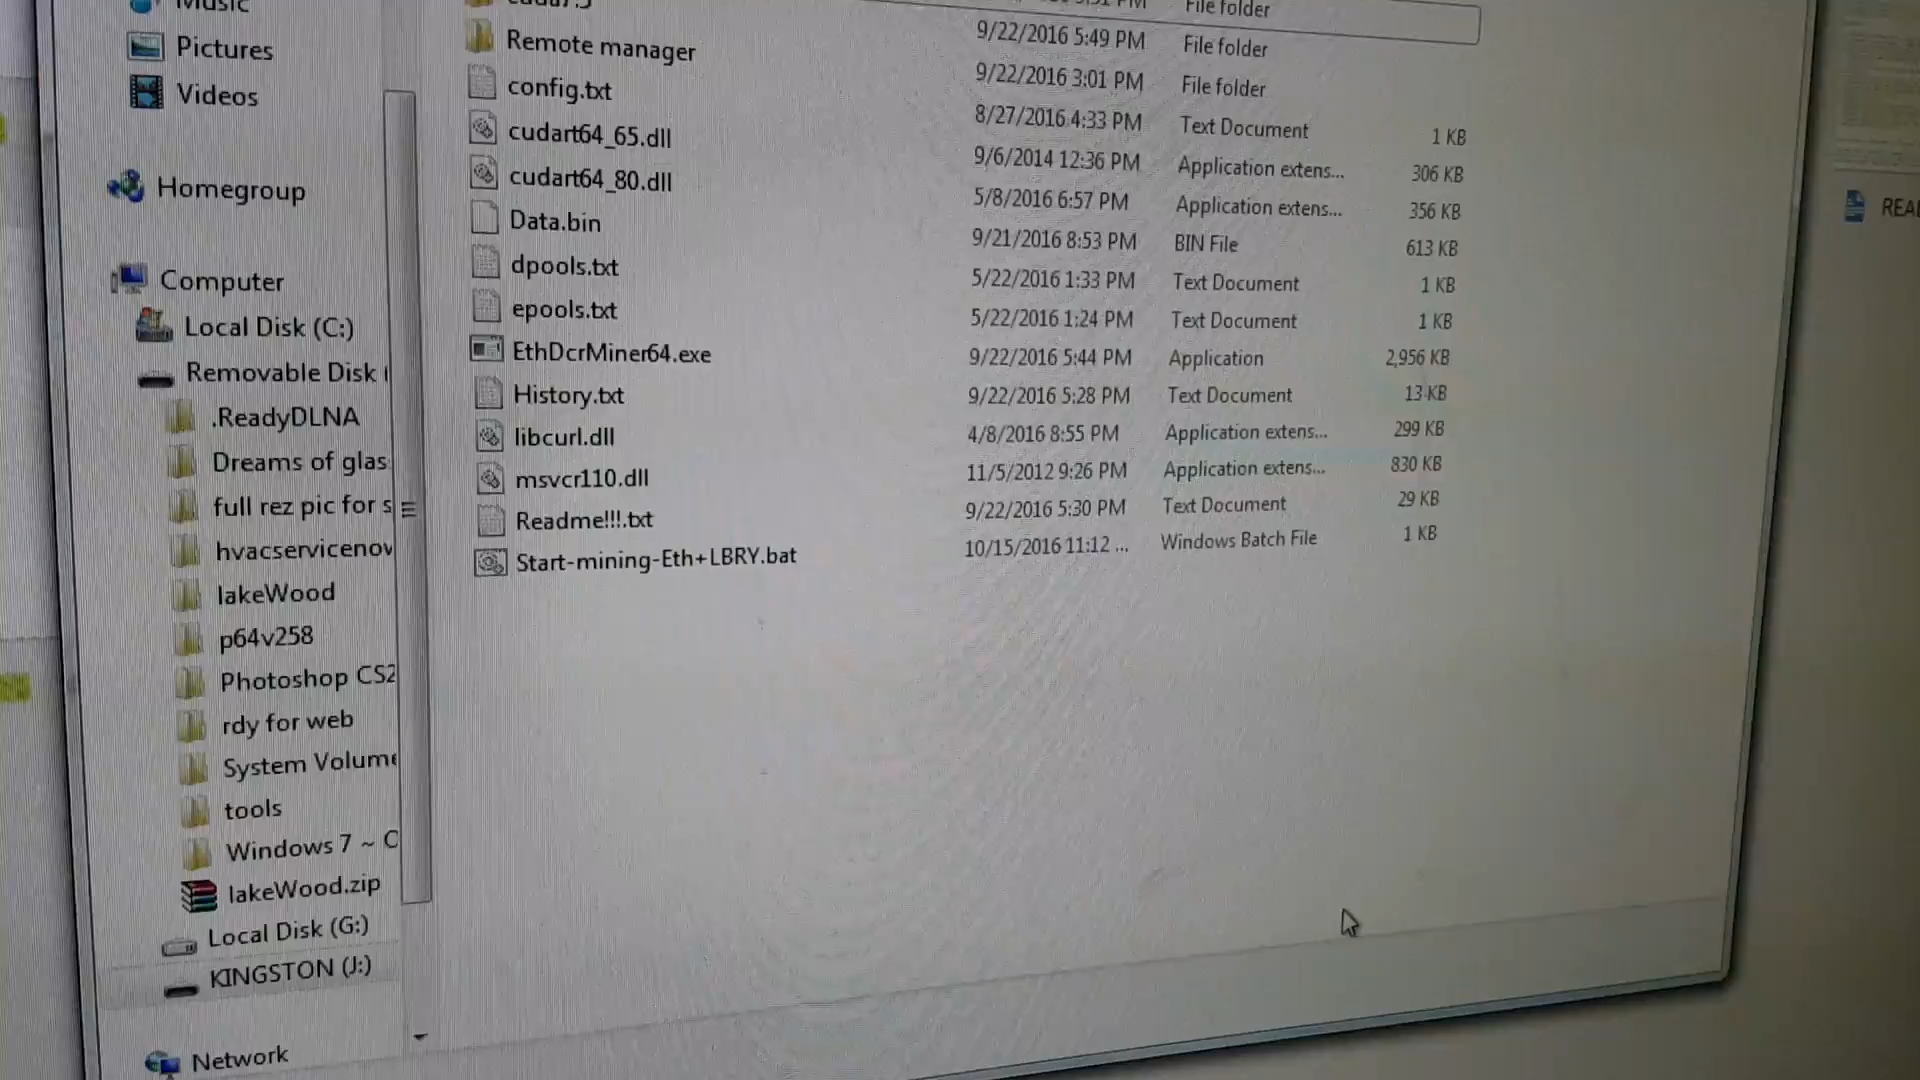 Music
Pictures
Videos
Homegroup
Computer
Local Disk (C:)
Removable Disk (
.ReadyDLNA
Dreams of glas
full rez pic for s
hvacservicenov
lakeWood
p64v258
Photoshop CS2
rdy for web
System Volume
tools
Windows 7 ~ C
lakeWood.zip
Local Disk (G:)
KINGSTON (J:)
Network
File folder
Remote manager 9/22/2016 5:49 PM File folder
config.txt 9/22/2016 3:01 PM File folder
cudart64_65.dll 8/27/2016 4:33 PM Text Document 1 KB
cudart64_80.dll 9/6/2014 12:36 PM Application extens... 306 KB
Data.bin 5/8/2016 6:57 PM Application extens... 356 KB
dpools.txt 9/21/2016 8:53 PM BIN File 613 KB
epools.txt 5/22/2016 1:33 PM Text Document 1 KB
EthDcrMiner64.exe 5/22/2016 1:24 PM Text Document 1 KB
History.txt 9/22/2016 5:44 PM Application 2,956 KB
libcurl.dll 9/22/2016 5:28 PM Text Document 13 KB
msvcr110.dll 4/8/2016 8:55 PM Application extens... 299 KB
Readme!!!.txt 11/5/2012 9:26 PM Application extens... 830 KB
Start-mining-Eth+LBRY.bat 9/22/2016 5:30 PM Text Document 29 KB
10/15/2016 11:12 ... Windows Batch File 1 KB
READ